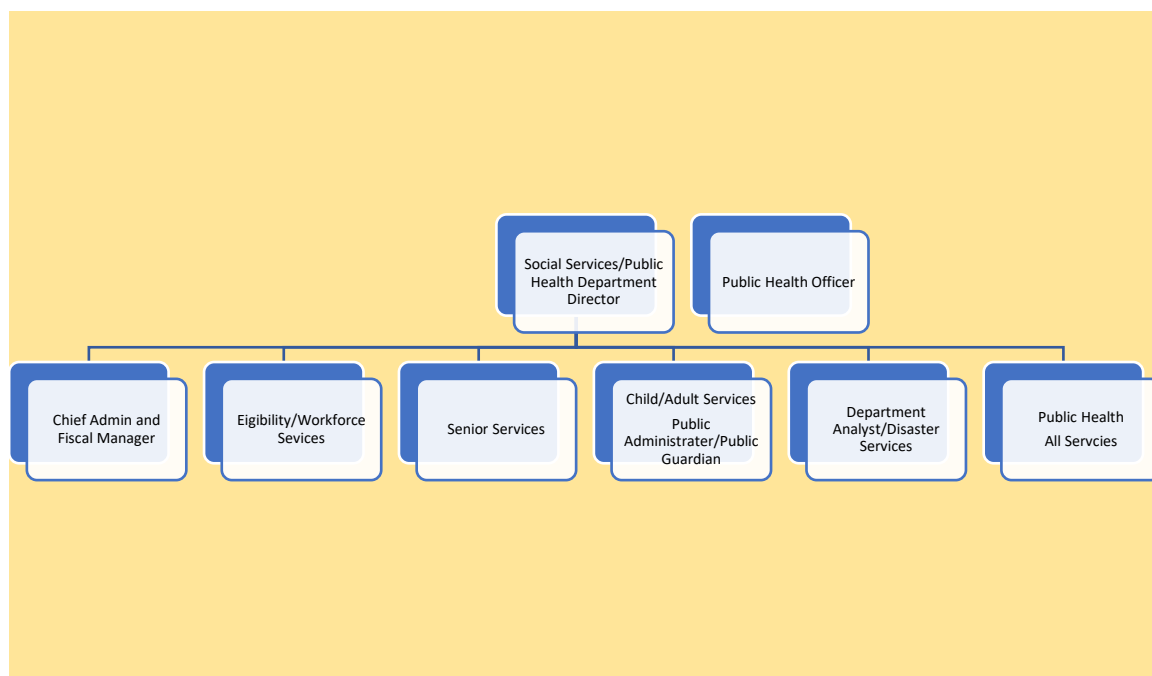 Social Services/Public
Health Department
Director
Public Health Officer
Chief Admin and
Fiscal Manager
Eigibility/Workforce
Sevices
Senior Services
Child/Adult Services
Public
Administrater/Public
Guardian
Department
Analyst/Disaster
Services
Public Health
All Servcies